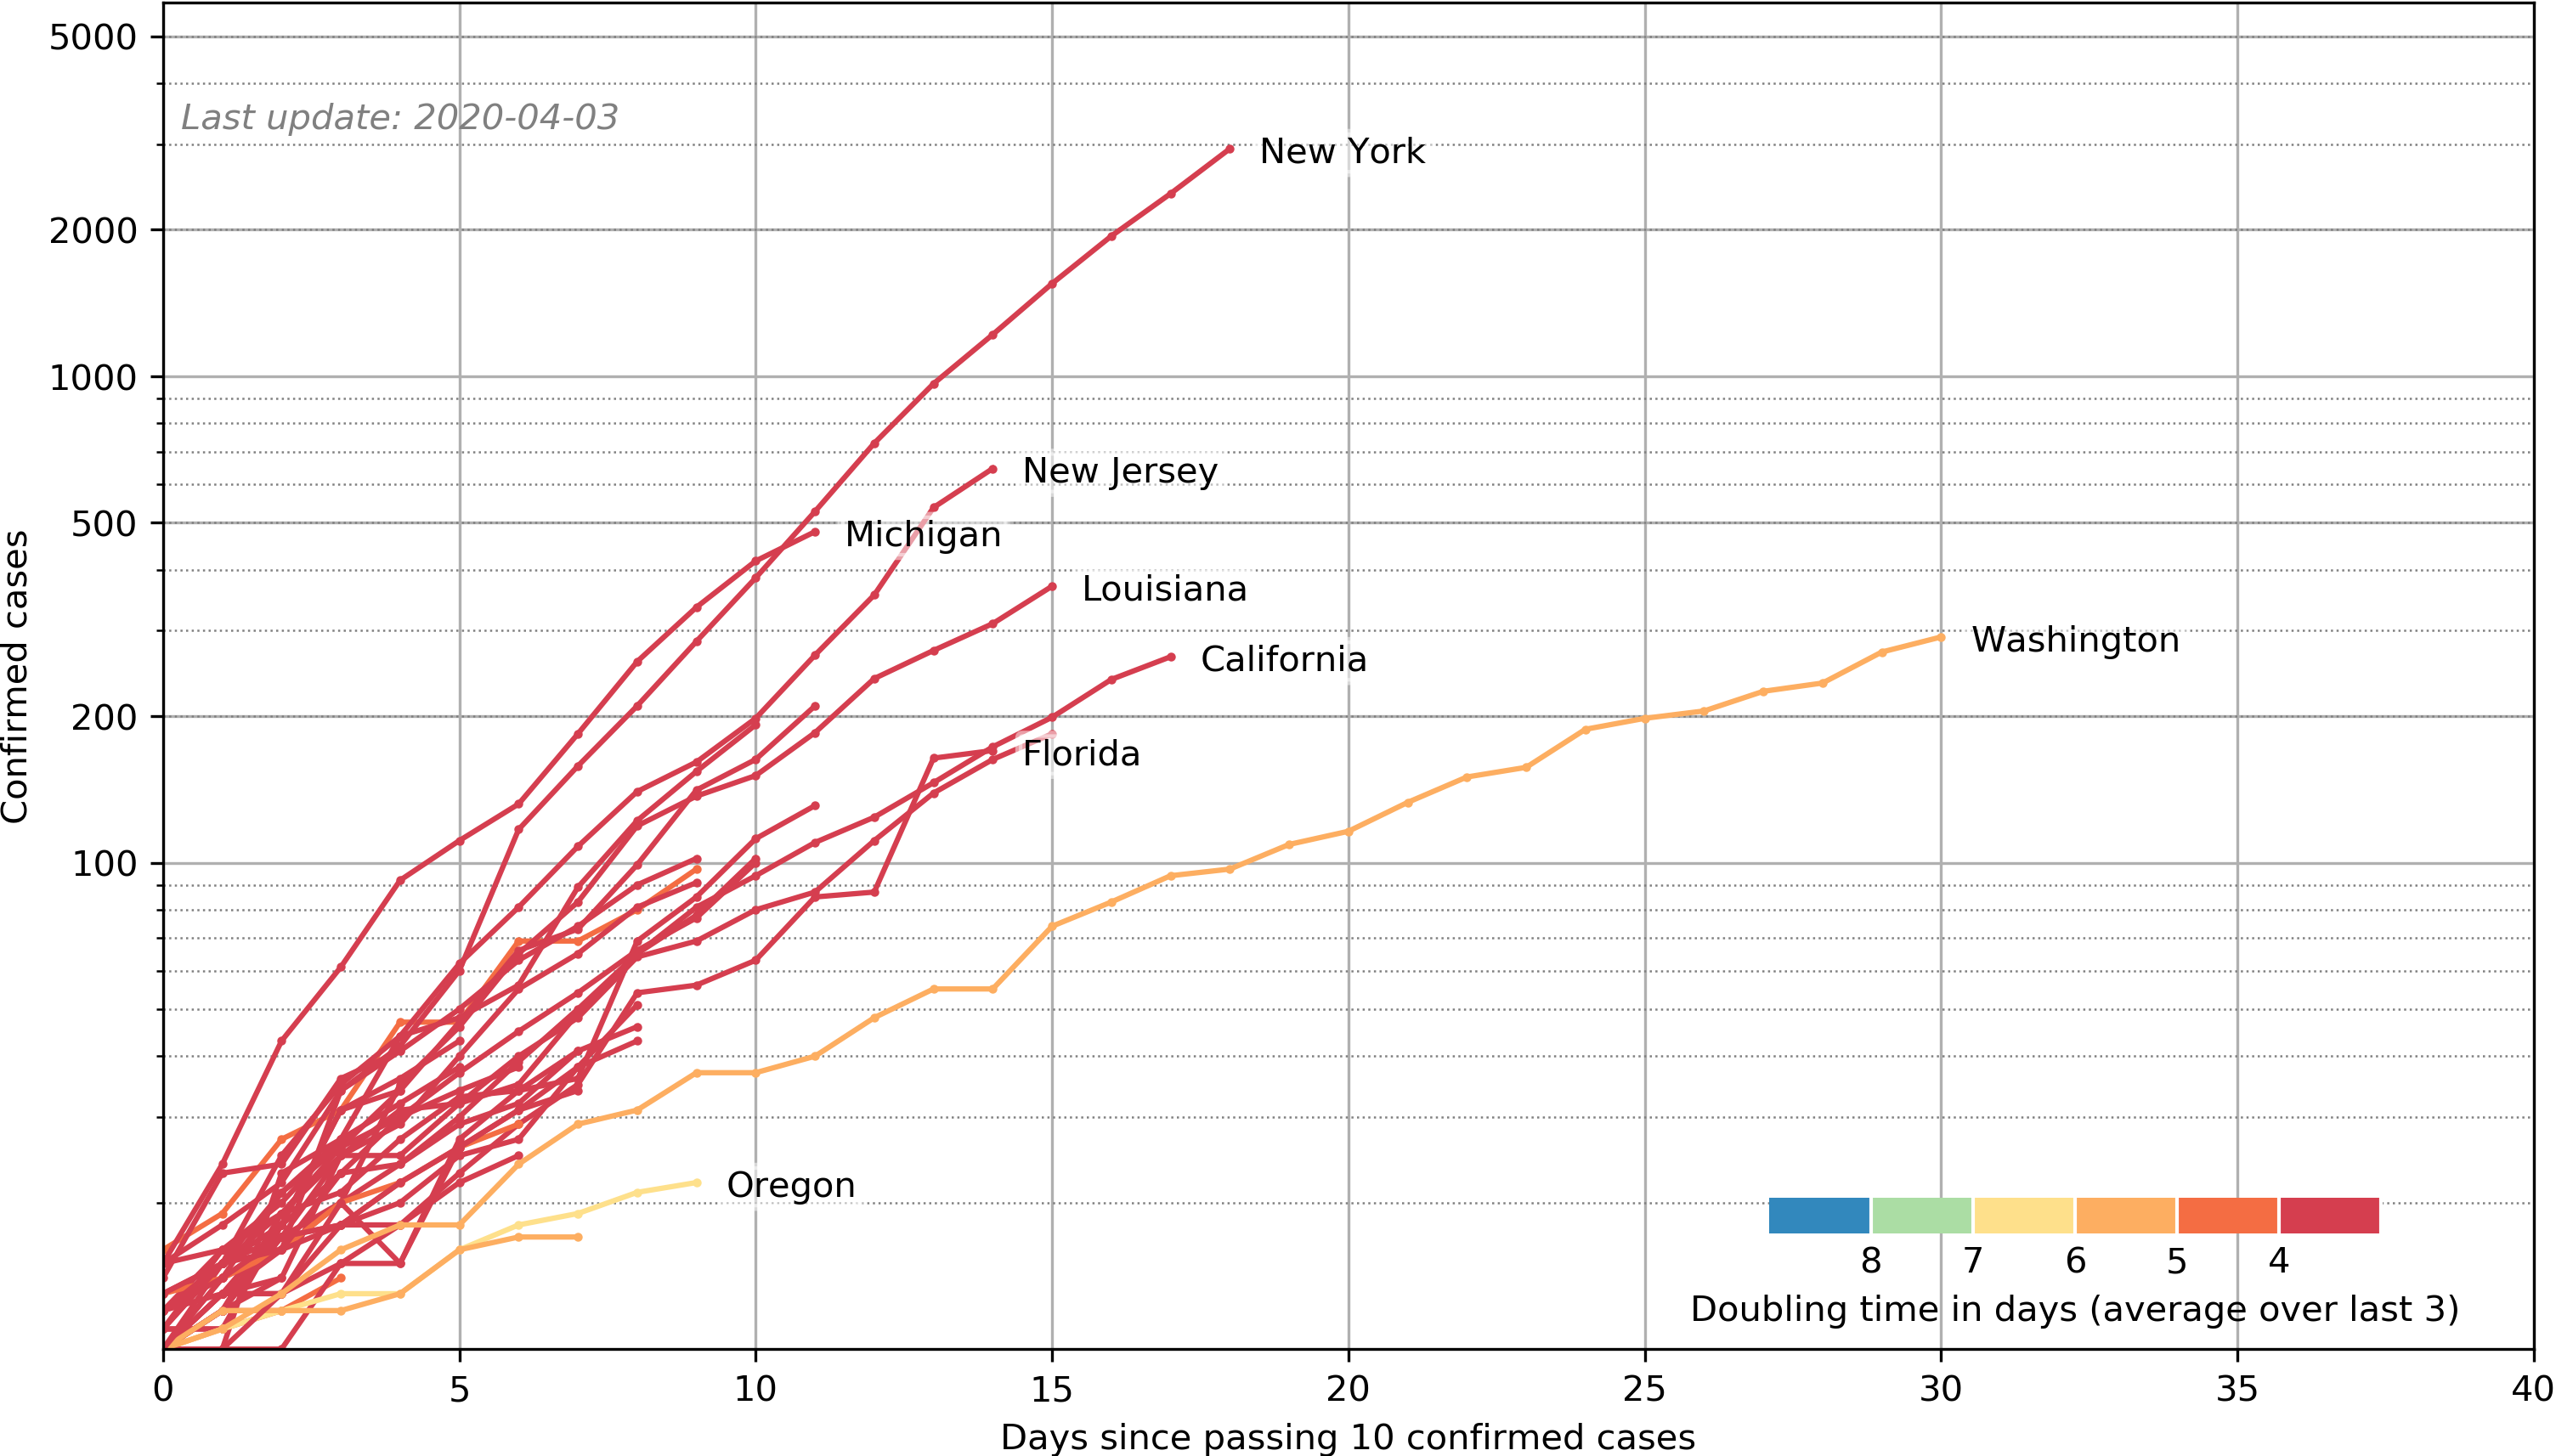 5000
Last update: 2020-04-03
New York
2000
1000
New Jersey
500
Michigan
Louisiana
Washington
California
200
Florida
100
Oregon
8 7 6 5 4
Doubling time in days (average over last 3)
0 5 10 15 20 25 30 35 40
Days since passing 10 confirmed cases
Confirmed cases